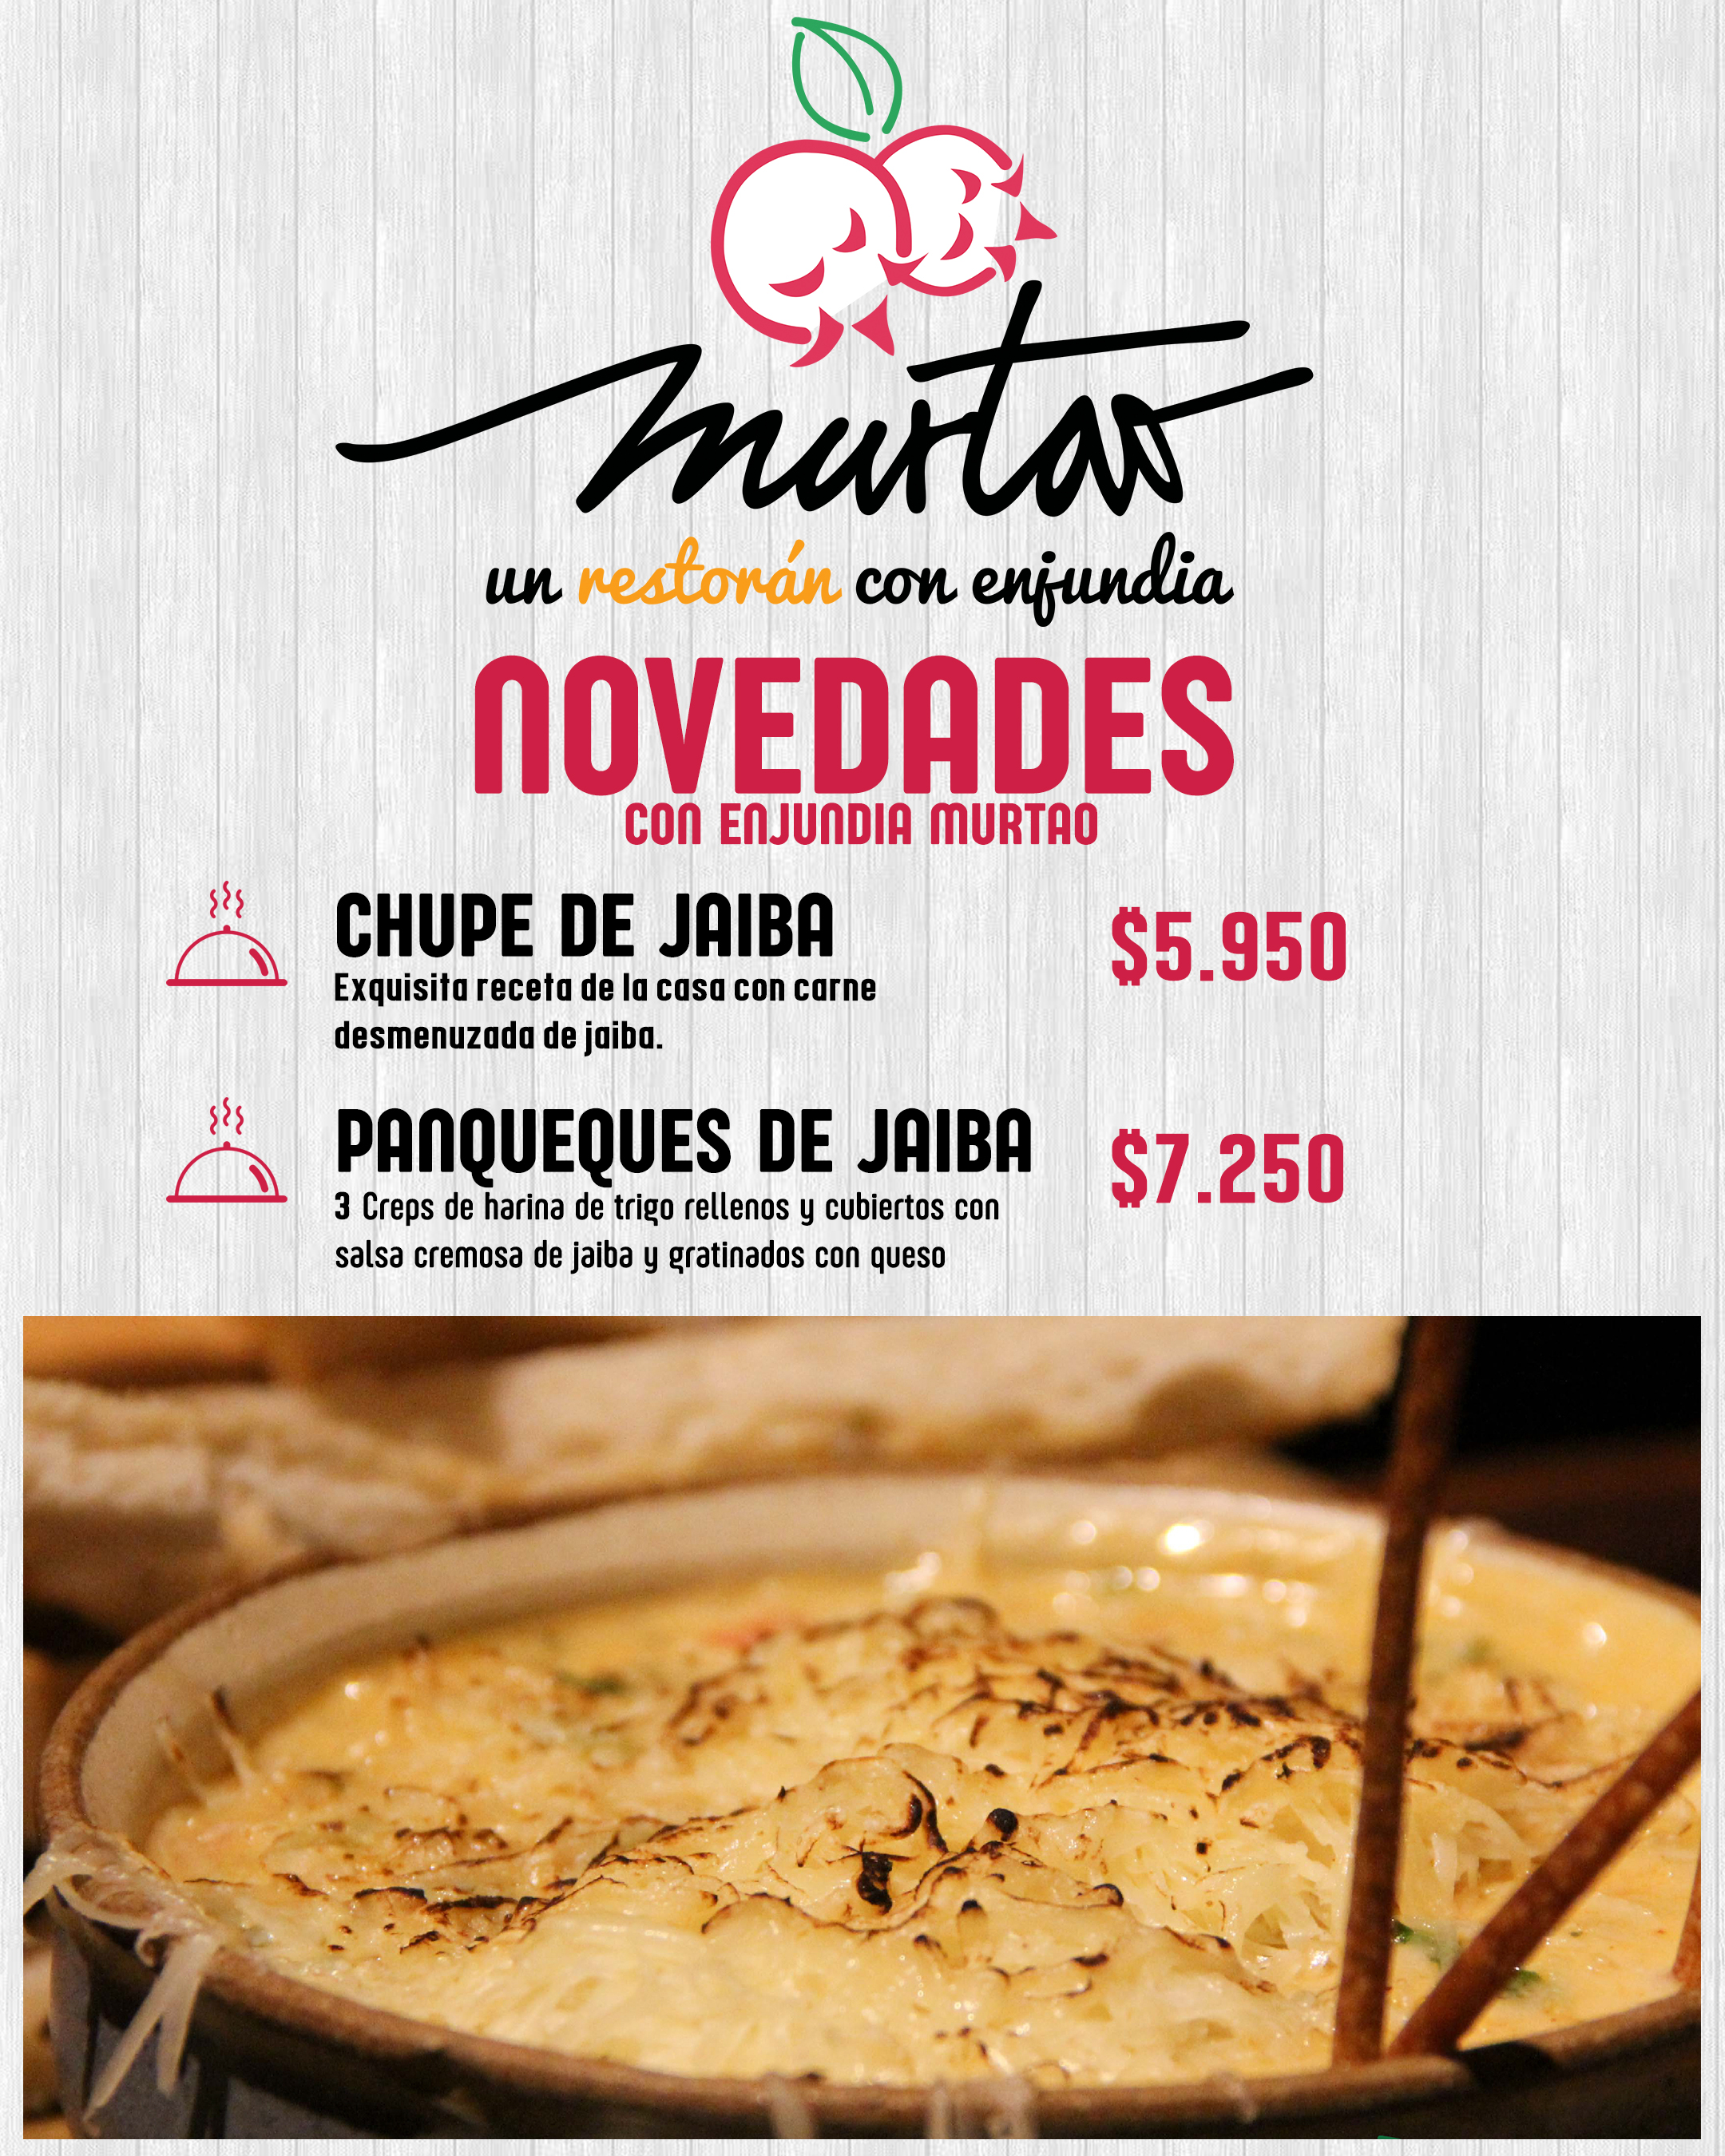 murtao
un restorán con enjundia
NOVEDADES
CON ENJUNDIA MURTAO
CHUPE DE JAIBA
$5.950
Exquisita receta de la casa con carne
desmenuzada de jaiba.
PANQUEQUES DE JAIBA
$7.250
3 Creps de harina de trigo rellenos y cubiertos con
salsa cremosa de jaiba y gratinados con queso